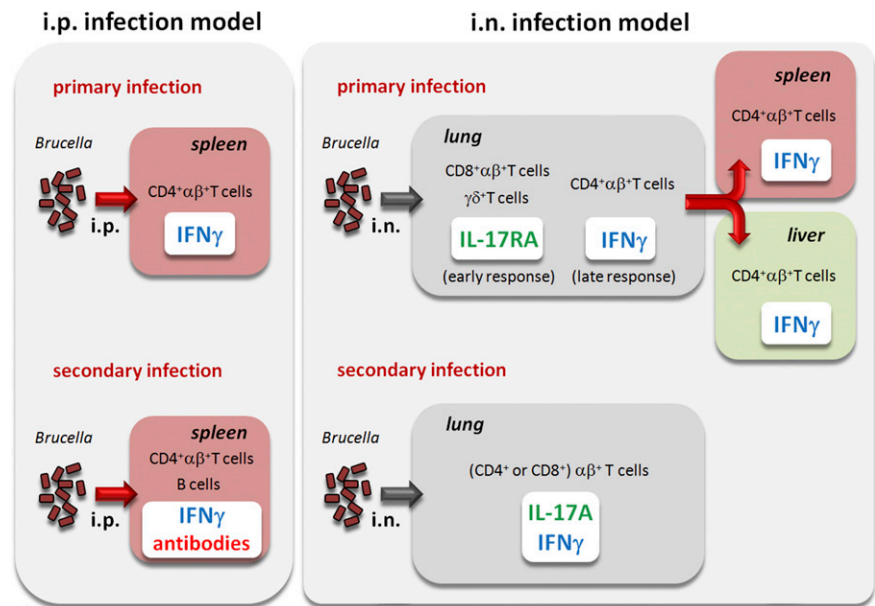 i.p. infection model
primary infection
Brucella
i.p.
spleen
CD4⁺αβ⁺T cells
IFNγ
secondary infection
Brucella
i.p.
spleen
CD4⁺αβ⁺T cells
B cells
IFNγ
antibodies
i.n. infection model
primary infection
Brucella
i.n.
lung
CD8⁺αβ⁺T cells
γδ⁺T cells
IL-17RA
(early response)
CD4⁺αβ⁺T cells
IFNγ
(late response)
spleen
CD4⁺αβ⁺T cells
IFNγ
liver
CD4⁺αβ⁺T cells
IFNγ
secondary infection
Brucella
i.n.
lung
(CD4⁺ or CD8⁺) αβ⁺ T cells
IL-17A
IFNγ